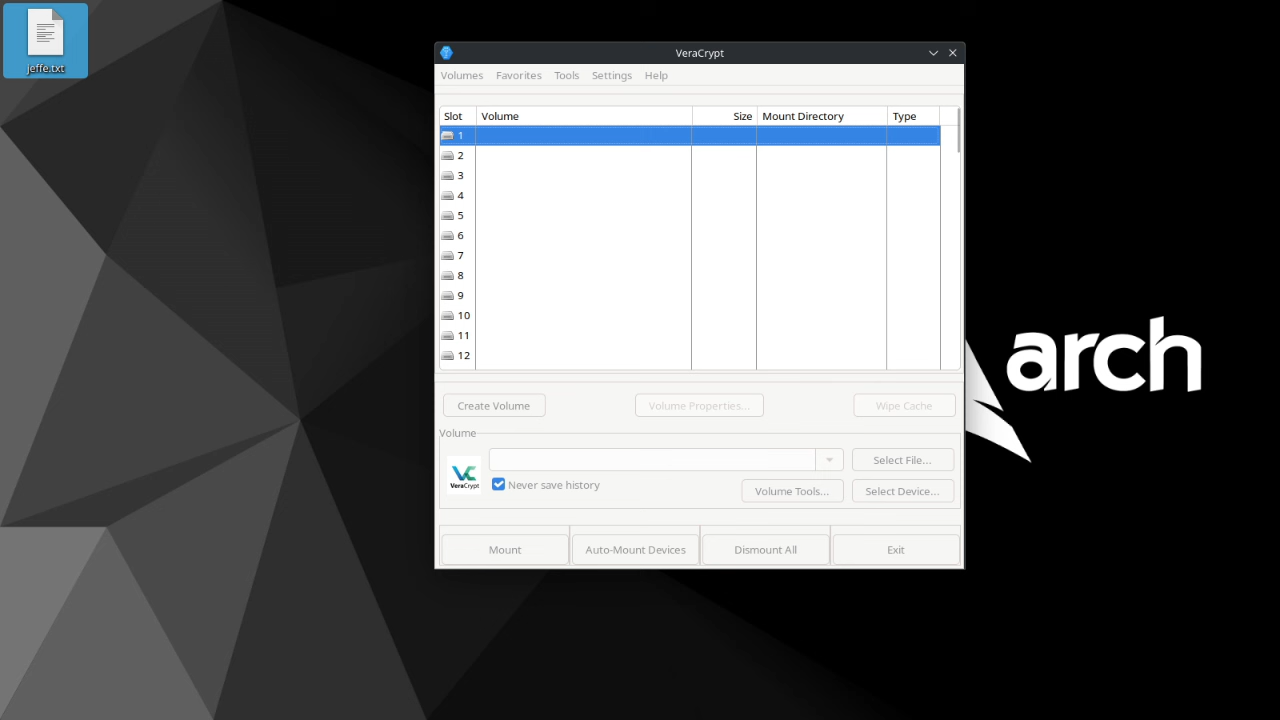 jeffe.txt
VeraCrypt
Volumes Favorites Tools Settings Help
Slot Volume Size Mount Directory Type
1
2
3
4
5
6
7
8
9
10
11
12
Create Volume Volume Properties... Wipe Cache
Volume
Select File...
VeraCrypt
Never save history
Volume Tools... Select Device...
Mount Auto-Mount Devices Dismount All Exit
arch